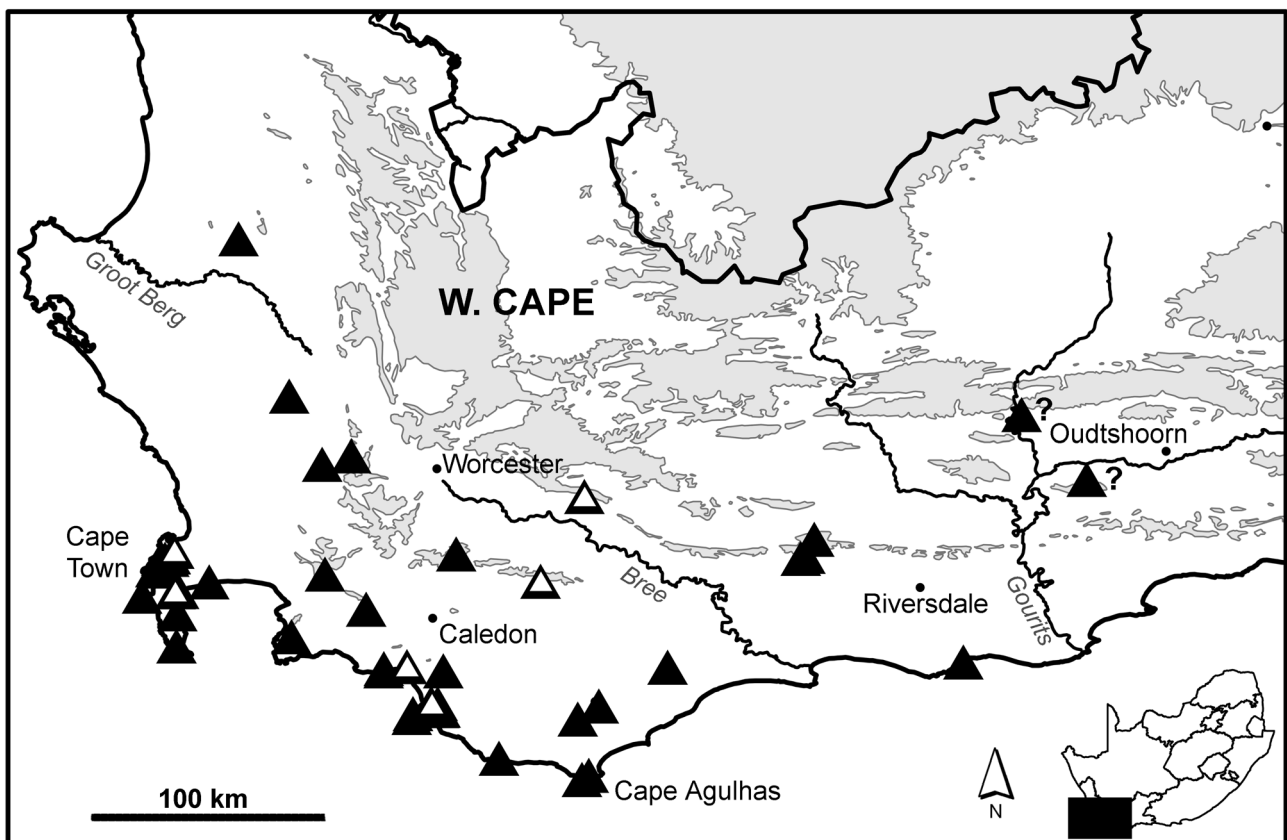 Groot Berg
W. CAPE
?
Oudtshoorn
Worcester
?
Cape
Town
Bree
Riversdale
Gourits
Caledon
Cape Agulhas
100 km
N